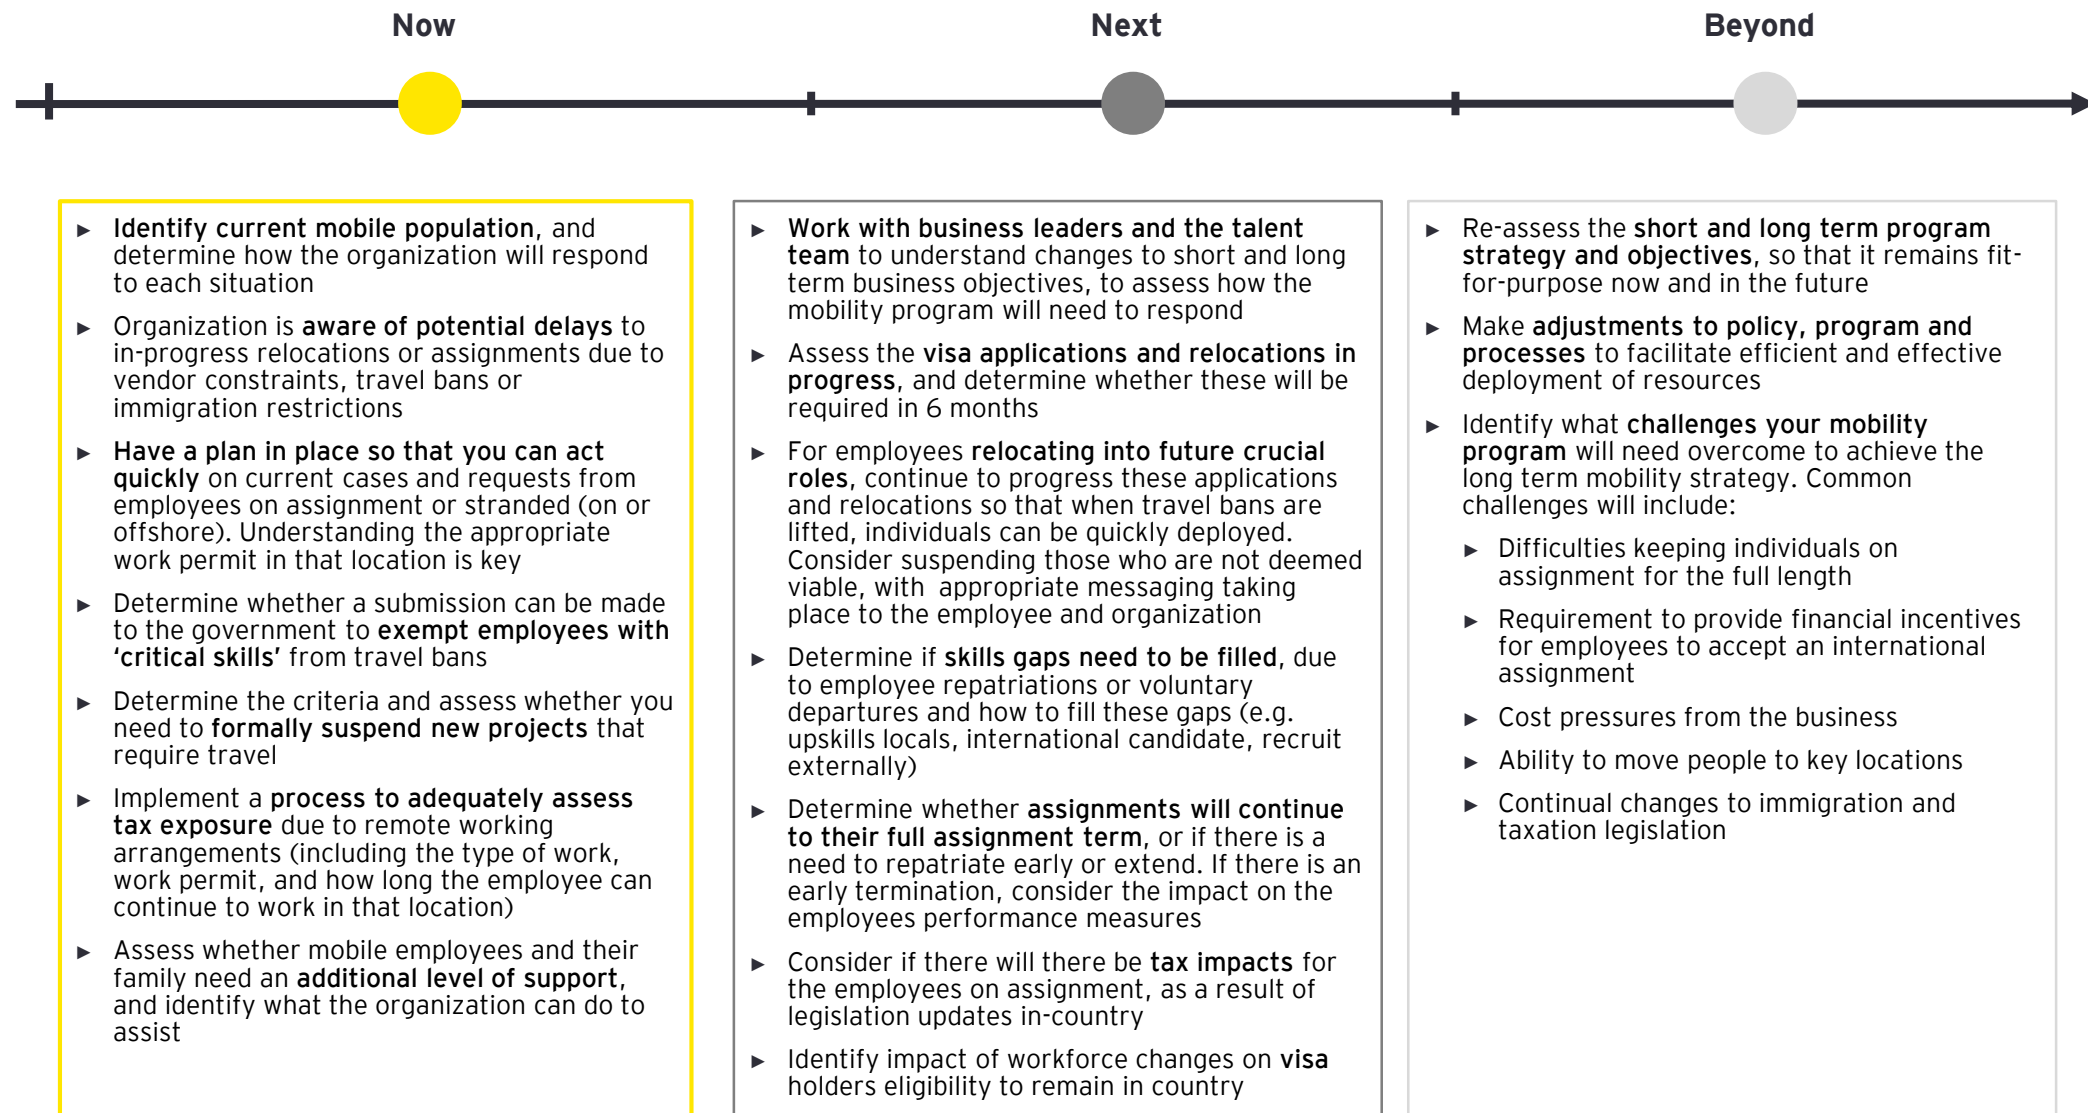 Now
Next
Beyond
► Identify current mobile population, and
determine how the organization will respond
to each situation
► Organization is aware of potential delays to
in-progress relocations or assignments due to
vendor constraints, travel bans or
immigration restrictions
► Have a plan in place so that you can act
quickly on current cases and requests from
employees on assignment or stranded (on or
offshore). Understanding the appropriate
work permit in that location is key
► Determine whether a submission can be made
to the government to exempt employees with
‘critical skills’ from travel bans
► Determine the criteria and assess whether you
need to formally suspend new projects that
require travel
► Implement a process to adequately assess
tax exposure due to remote working
arrangements (including the type of work,
work permit, and how long the employee can
continue to work in that location)
► Assess whether mobile employees and their
family need an additional level of support,
and identify what the organization can do to
assist
► Work with business leaders and the talent
team to understand changes to short and long
term business objectives, to assess how the
mobility program will need to respond
► Assess the visa applications and relocations in
progress, and determine whether these will be
required in 6 months
► For employees relocating into future crucial
roles, continue to progress these applications
and relocations so that when travel bans are
lifted, individuals can be quickly deployed.
Consider suspending those who are not deemed
viable, with appropriate messaging taking
place to the employee and organization
► Determine if skills gaps need to be filled, due
to employee repatriations or voluntary
departures and how to fill these gaps (e.g.
upskills locals, international candidate, recruit
externally)
► Determine whether assignments will continue
to their full assignment term, or if there is a
need to repatriate early or extend. If there is an
early termination, consider the impact on the
employees performance measures
► Consider if there will there be tax impacts for
the employees on assignment, as a result of
legislation updates in-country
► Identify impact of workforce changes on visa
holders eligibility to remain in country
► Re-assess the short and long term program
strategy and objectives, so that it remains fit-
for-purpose now and in the future
► Make adjustments to policy, program and
processes to facilitate efficient and effective
deployment of resources
► Identify what challenges your mobility
program will need overcome to achieve the
long term mobility strategy. Common
challenges will include:
► Difficulties keeping individuals on
assignment for the full length
► Requirement to provide financial incentives
for employees to accept an international
assignment
► Cost pressures from the business
► Ability to move people to key locations
► Continual changes to immigration and
taxation legislation